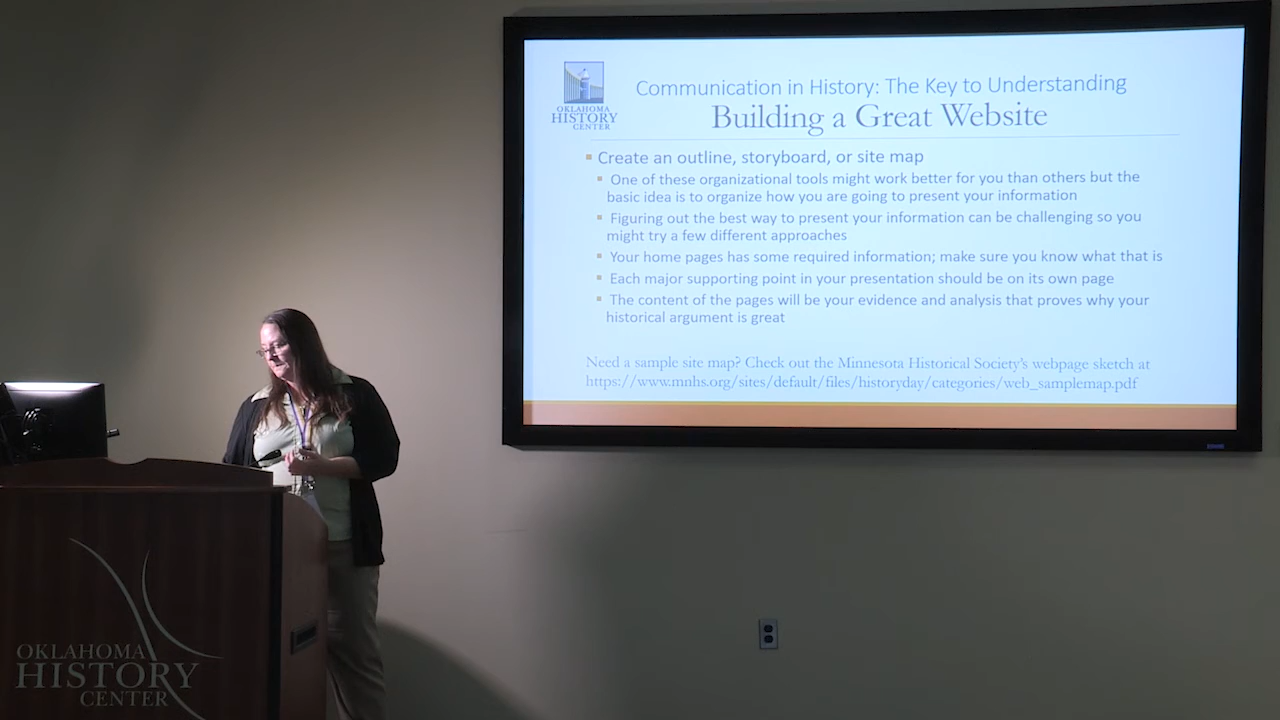 OKLAHOMA
HISTORY
CENTER
Communication in History: The Key to Understanding
Building a Great Website
Create an outline, storyboard, or site map
One of these organizational tools might work better for you than others but the
basic idea is to organize how you are going to present your information
Figuring out the best way to present your information can be challenging so you
might try a few different approaches
Your home pages has some required information; make sure you know what that is
Each major supporting point in your presentation should be on its own page
The content of the pages will be your evidence and analysis that proves why your
historical argument is great
Need a sample site map? Check out the Minnesota Historical Society's webpage sketch at
https://www.mnhs.org/sites/default/files/historyday/categories/web_samplemap.pdf
OKLAHOMA
HISTORY
CENTER